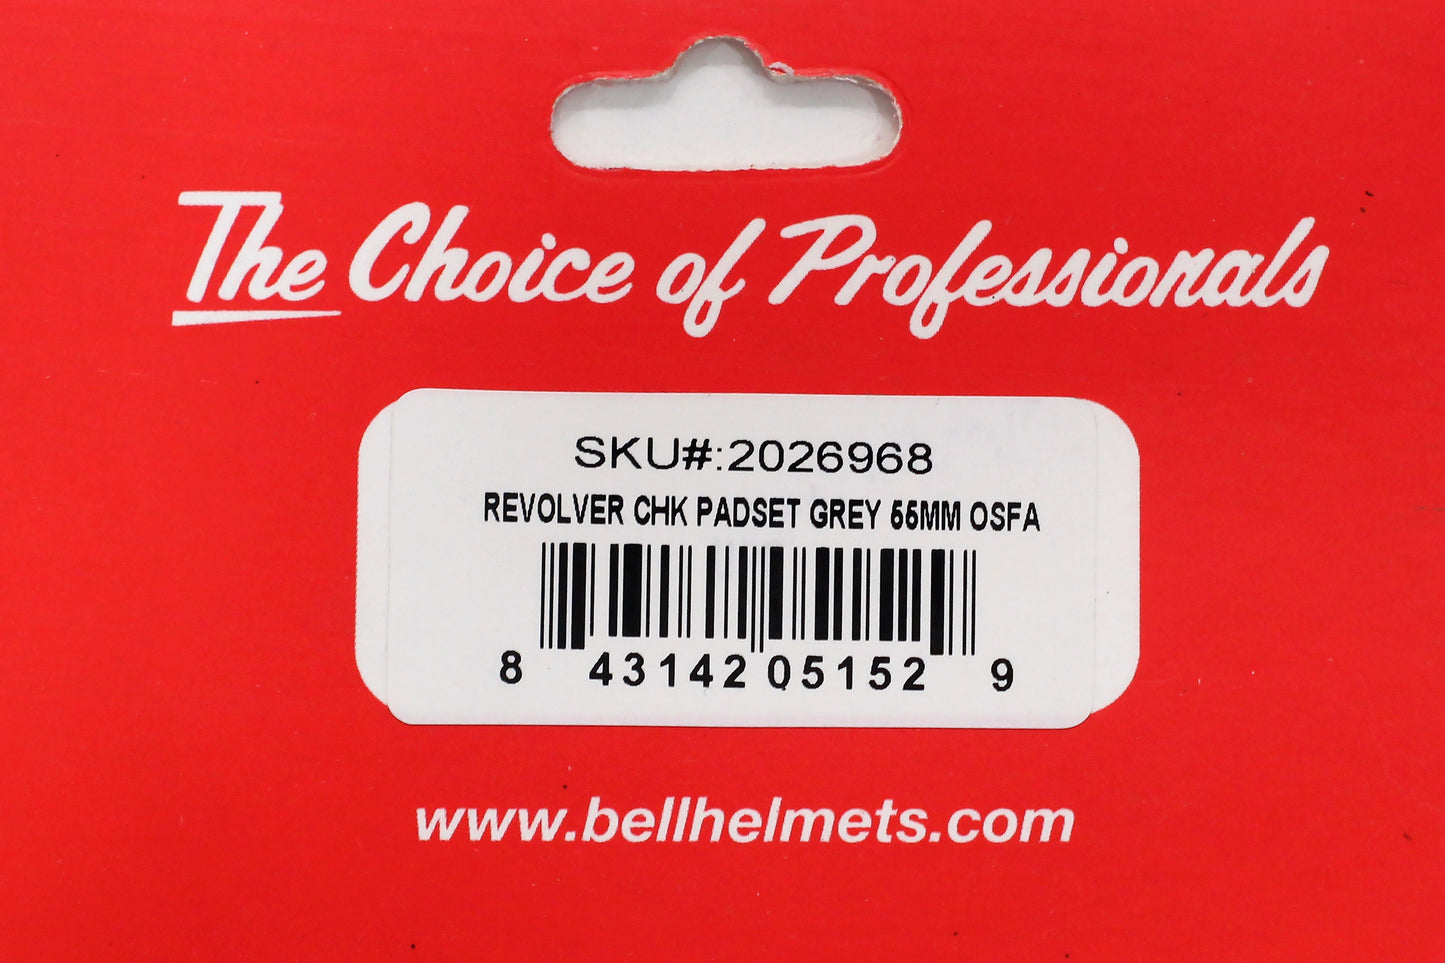 The Choice of Professionals
SKU#:2026968
REVOLVER CHK PADSET GREY 55MM OSFA
8 43142 05152 9
www.bellhelmets.com